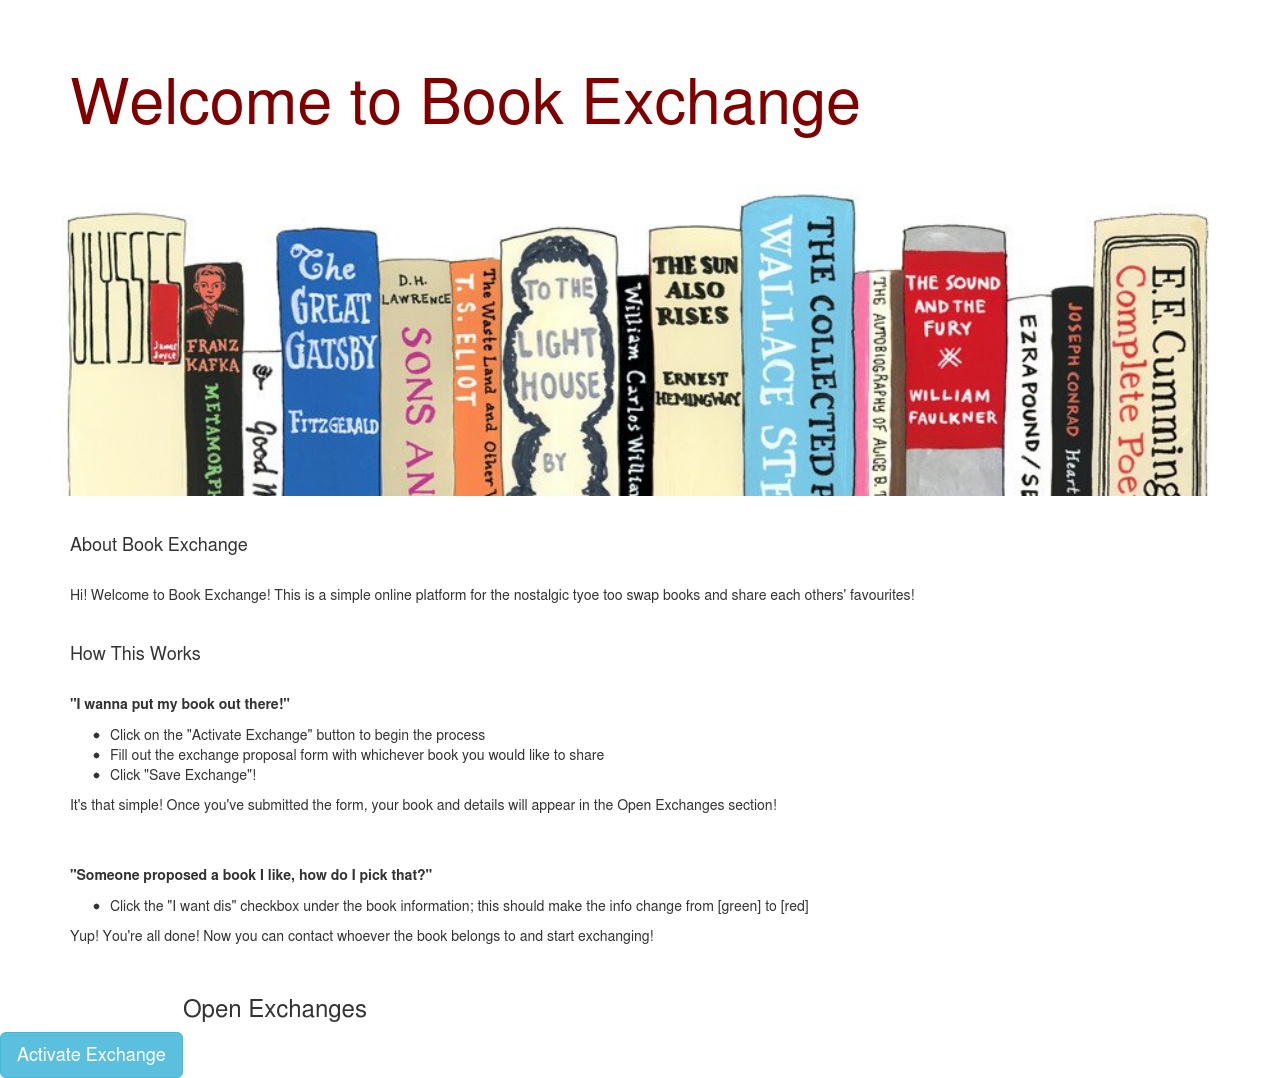 Welcome to Book Exchange
ULYSSES
James Joyce
FRANZ KAFKA
METAMORP
Good M
The GREAT GATSBY
FITZGERALD
D.H. LAWRENCE
SONS AN
T. S. ELIOT
The Waste Land and Other
TO THE LIGHT HOUSE
BY
William Carlos Willia
THE SUN ALSO RISES
ERNEST HEMINGWAY
WALLACE STE
THE COLLECTED P
THE AUTOBIOGRAPHY OF ALICE B. T
THE SOUND AND THE FURY
WILLIAM FAULKNER
EZRA POUND / SE
JOSEPH CONRAD Heart
E.E. Cumming
Complete Poe
About Book Exchange
Hi! Welcome to Book Exchange! This is a simple online platform for the nostalgic tyoe too swap books and share each others' favourites!
How This Works
"I wanna put my book out there!"
Click on the "Activate Exchange" button to begin the process
Fill out the exchange proposal form with whichever book you would like to share
Click "Save Exchange"!
It's that simple! Once you've submitted the form, your book and details will appear in the Open Exchanges section!
"Someone proposed a book I like, how do I pick that?"
Click the "I want dis" checkbox under the book information; this should make the info change from [green] to [red]
Yup! You're all done! Now you can contact whoever the book belongs to and start exchanging!
Open Exchanges
Activate Exchange